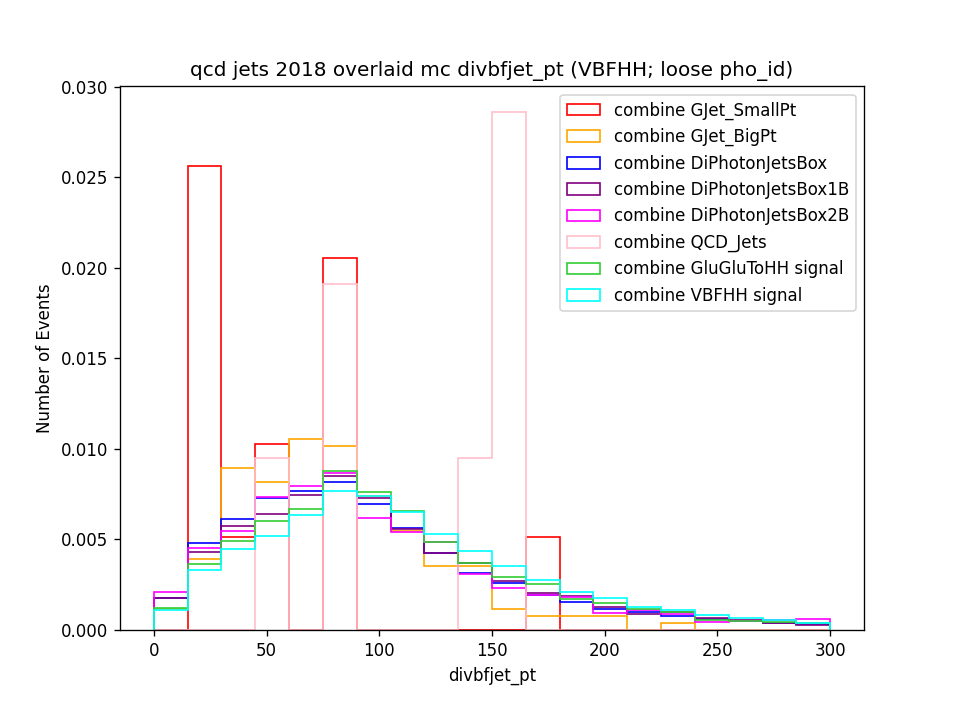 qcd jets 2018 overlaid mc divbfjet_pt (VBFHH; loose pho_id)
combine GJet_SmallPt
combine GJet_BigPt
combine DiPhotonJetsBox
combine DiPhotonJetsBox1B
combine DiPhotonJetsBox2B
combine QCD_Jets
combine GluGluToHH signal
combine VBFHH signal
Number of Events
0.030
0.025
0.020
0.015
0.010
0.005
0.000
0 50 100 150 200 250 300
divbfjet_pt